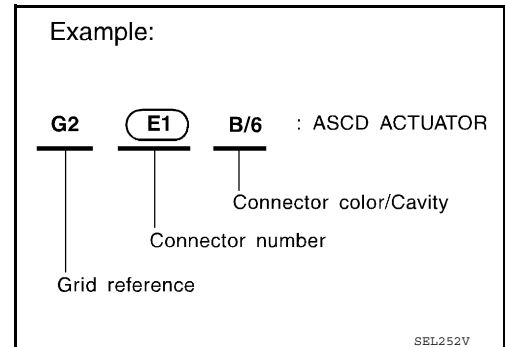 Example:
G2 E1 B/6 : ASCD ACTUATOR
Connector color/Cavity
Connector number
Grid reference
SEL252V